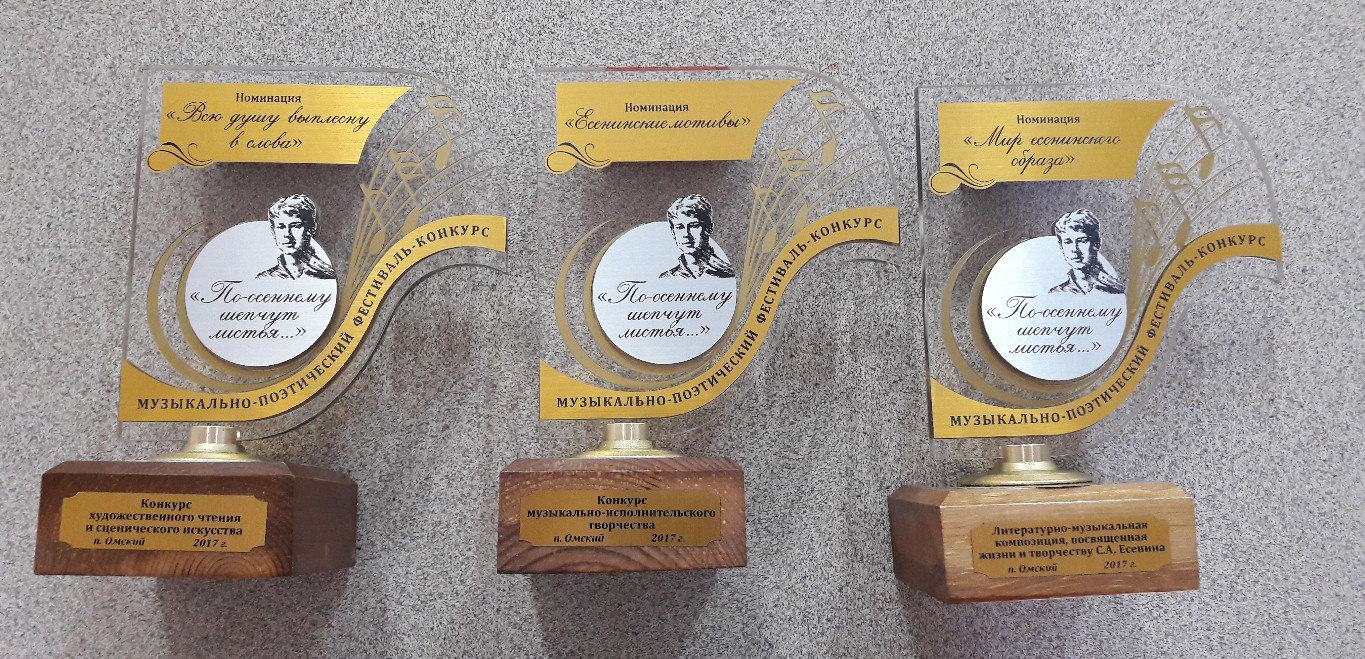 Номинация
«Всю душу выплесну
в слова»
«По-осеннему
шепчут
листья...»
МУЗЫКАЛЬНО-ПОЭТИЧЕСКИЙ ФЕСТИВАЛЬ-КОНКУРС
Конкурс
художественного чтения
и сценического искусства
п. Омский 2017 г.
Номинация
«Есенинские мотивы»
«По-осеннему
шепчут
листья...»
МУЗЫКАЛЬНО-ПОЭТИЧЕСКИЙ ФЕСТИВАЛЬ-КОНКУРС
Конкурс
музыкально-исполнительского
творчества
п. Омский 2017 г.
Номинация
«Мир есенинского
образа»
«По-осеннему
шепчут
листья...»
МУЗЫКАЛЬНО-ПОЭТИЧЕСКИЙ ФЕСТИВАЛЬ-КОНКУРС
Литературно-музыкальная
композиция, посвященная
жизни и творчеству С.А. Есенина
п. Омский 2017 г.